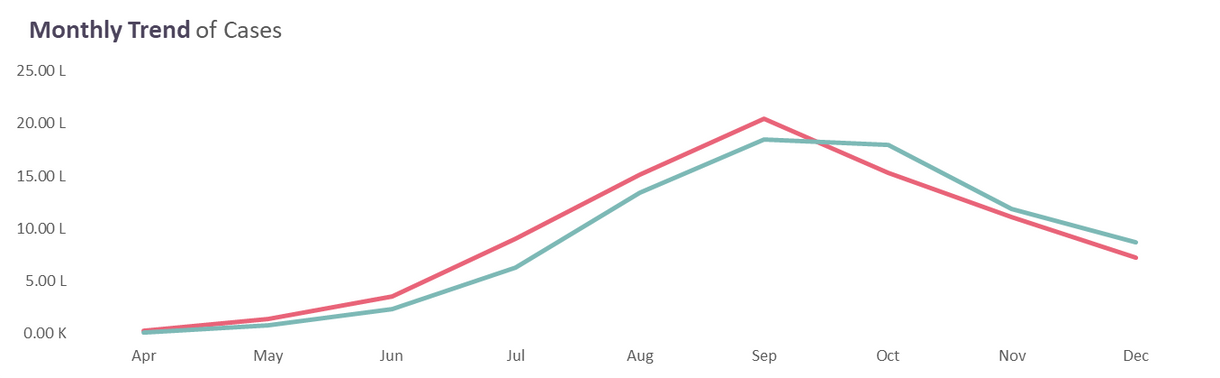 Monthly Trend of Cases
25.00 L
20.00 L
15.00 L
10.00 L
5.00 L
0.00 K
Apr May Jun Jul Aug Sep Oct Nov Dec